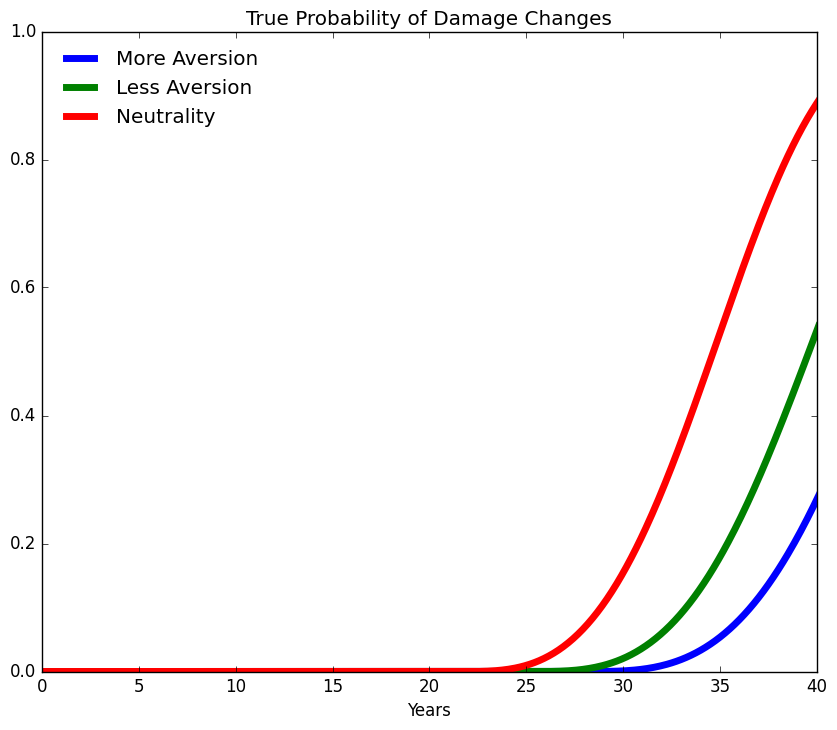 True Probability of Damage Changes
1.0
More Aversion
Less Aversion
Neutrality
0.8
0.6
0.4
0.2
0.0
0 5 10 15 20 25 30 35 40
Years